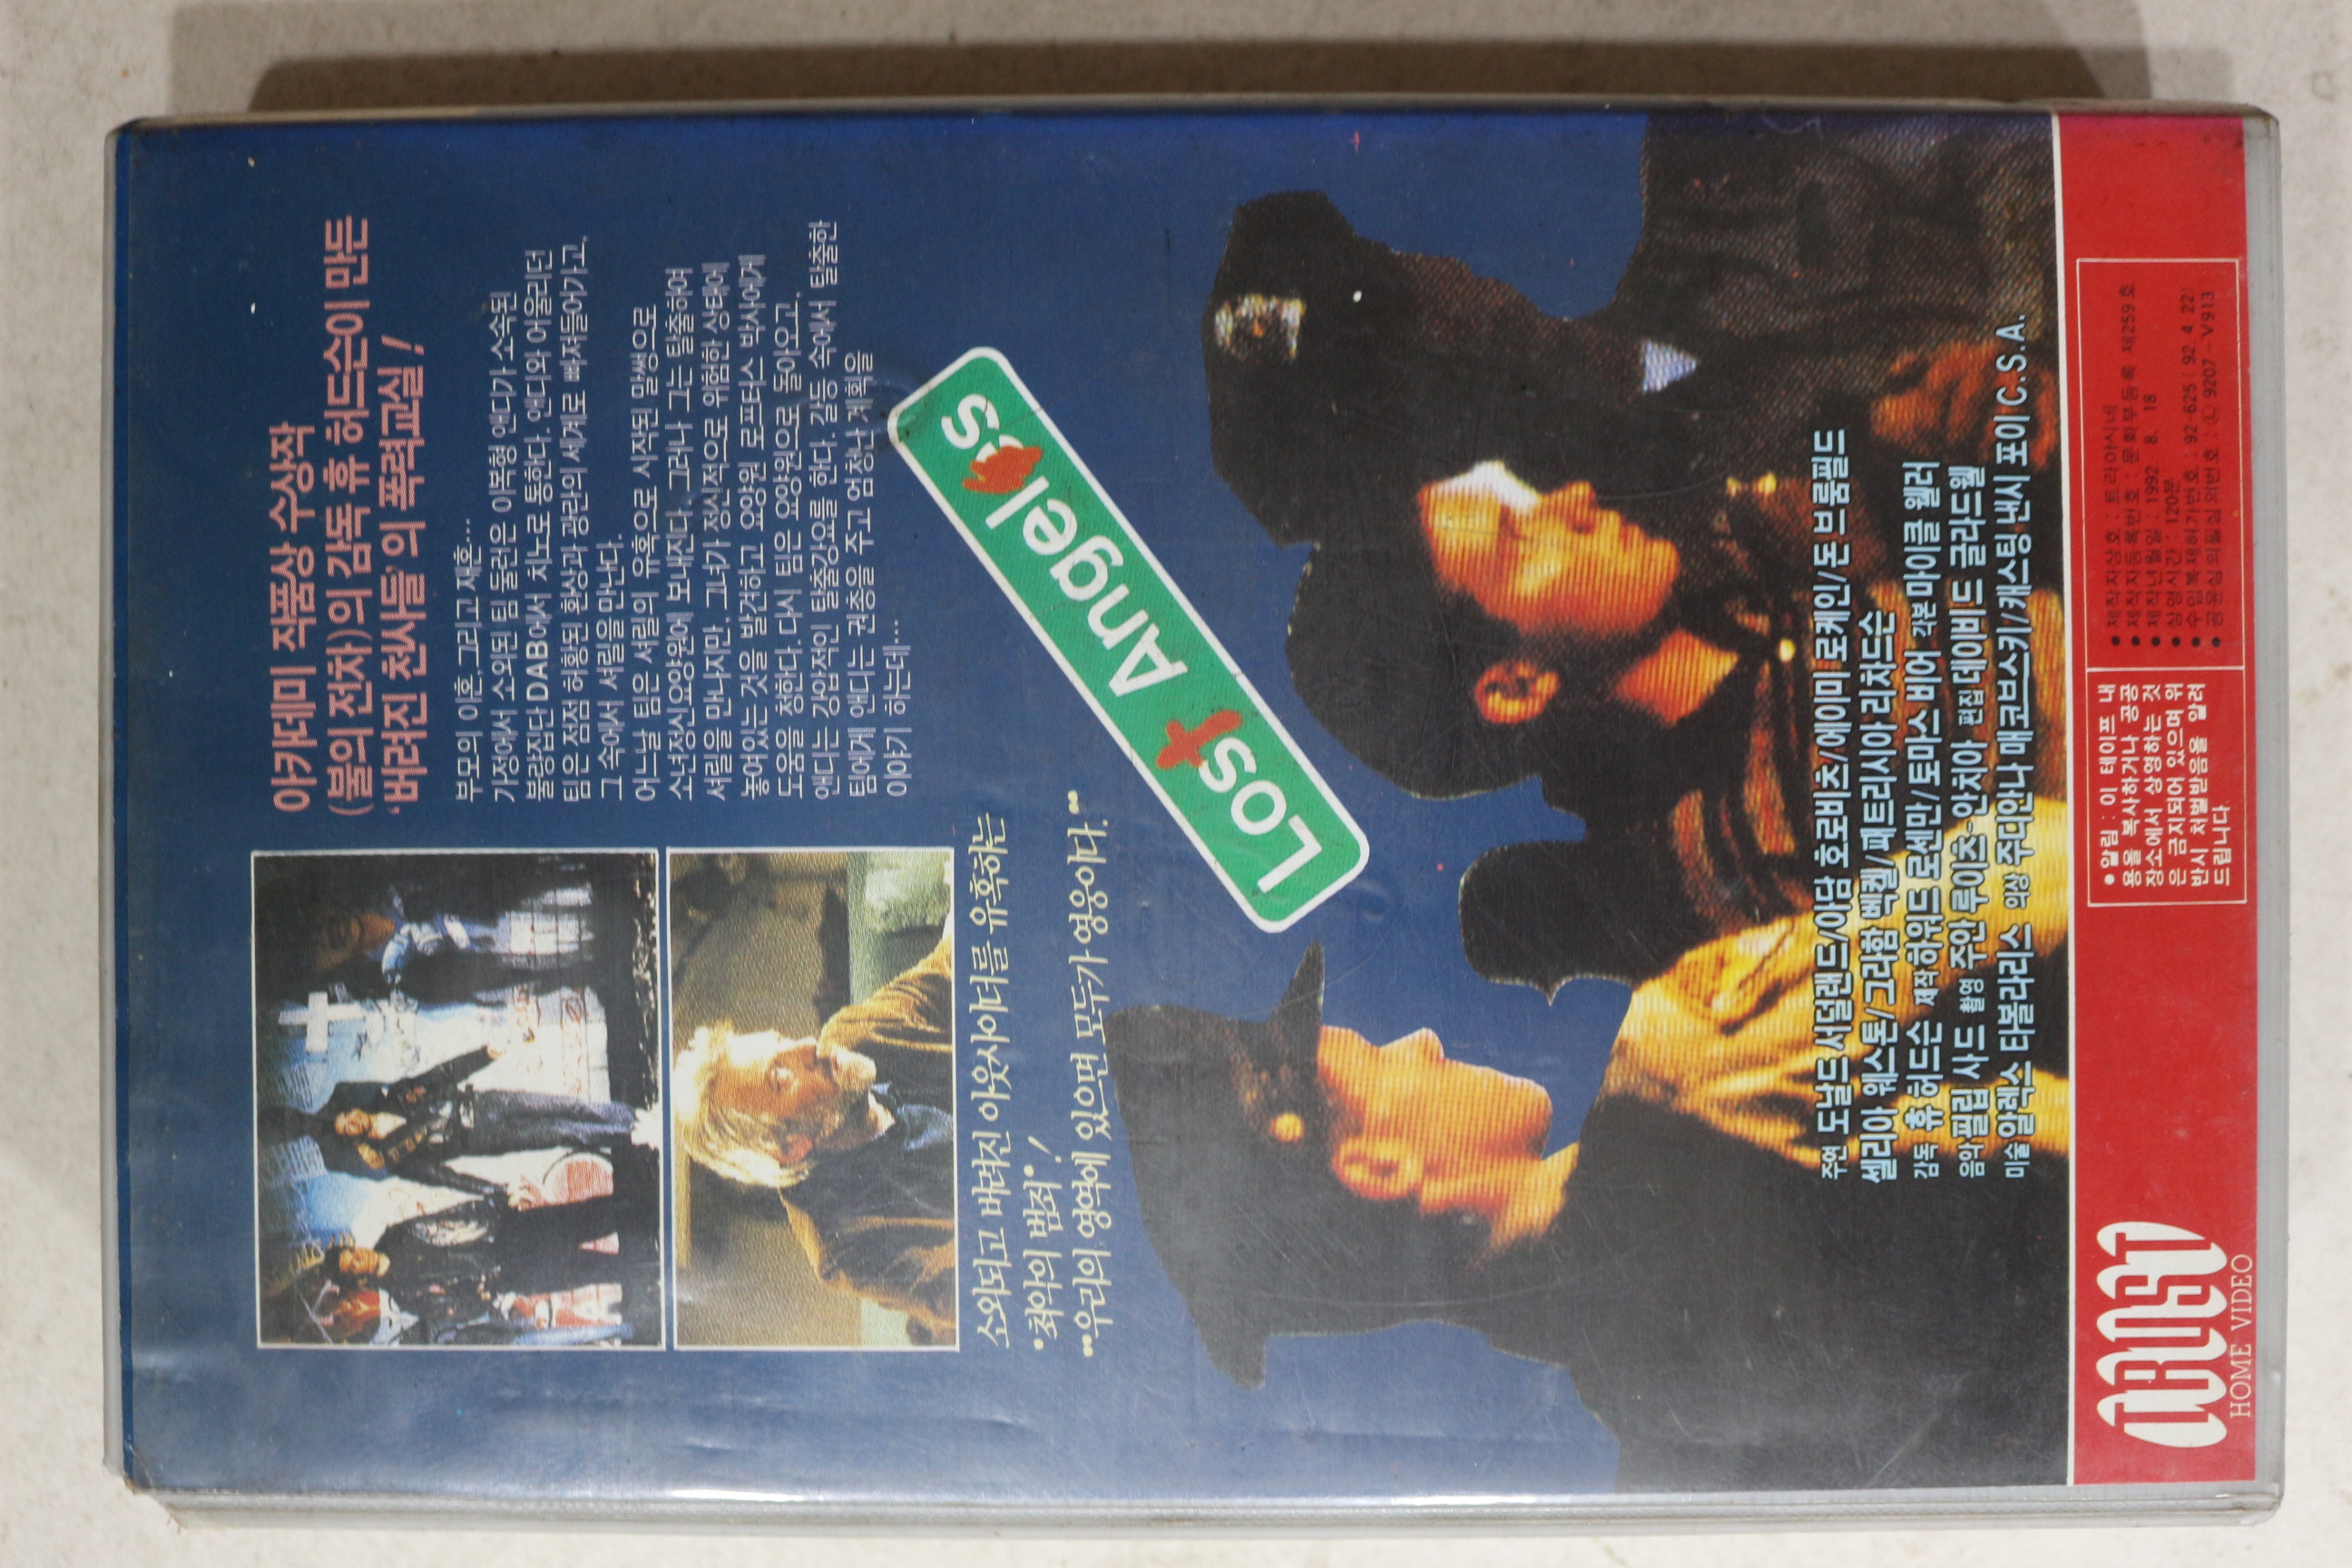 아카데미 작품상 수상작
(불의 전차)의 감독 휴 허드슨이 만든
'버려진 천사들'의 폭력교실!
부모의 이혼, 그리고 재혼…
가정에서 소외된 팀 둘런은 이복형 앤디가 소속된
불량집단 DAB에서 치노로 통한다. 앤디와 어울리던
팀은 점점 허황된 환상과 광란의 세계로 빠져들어가고,
그 속에서 셔릴을 만난다.
어느날 팀은 셔릴의 유혹으로 시작된 말썽으로
소년정신요양원에 보내진다. 그러나 그는 탈출하여
셔릴을 만나지만, 그녀가 정신적으로 위험한 상태에
놓여있는 것을 발견하고 요양원 로프터스 박사에게
도움을 청한다. 다시 팀은 요양원으로 돌아오고,
앤디는 강압적인 탈출강요를 한다. 갈등 속에서 탈출한
팀에게 앤디는 권총을 주고 엄청난 계획을
이야기 하는데…
소외되고 버려진 아웃사이더를 유혹하는
"최악의 범죄"!
"우리의 영역에 있으면 모두가 영웅이다."
Lost Angeles
주연 도날드 서덜랜드/아담 호로비츠/에이미 로케인/돈 브룸필드
셀리아 웨스톤/그라함 벡켈/패트리시아 리차드슨
감독 휴 허드슨 제작 하워드 로센만/토마스 베어 각본 마이클 웰러
음악 필립 사드 촬영 주안 루이즈-안치아 편집 데이비드 글라드웰
미술 알렉스 타볼라리스 의상 주디안나 매코브스키/캐스팅 낸시 포이 C.S.A.
TRUST
HOME VIDEO
•알림 : 이 테이프 내
용을 복사하거나 공공
장소에서 상영하는 것
은 금지되어 있으며 위
반시 처벌받음을 알려
드립니다
• 제작자상호 : 트라아시네
• 제작자등록번호 : 문화부 등록 제259호
• 제작년월일 : 1992. 8. 18
• 상영시간 : 120분
• 수입복제허가번호 : 92-625 (92. 4. 22)
• 공윤심의필심의번호 : (L) 9207-V913